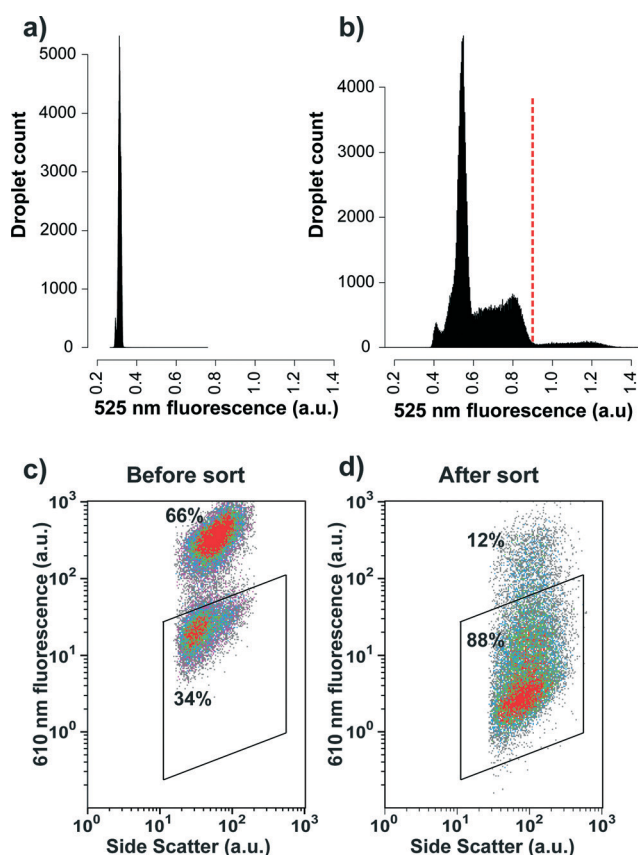 a)
Droplet count
5000
4000
3000
2000
1000
0
0.2 0.4 0.6 0.8 1.0 1.2 1.4
525 nm fluorescence (a.u.)
b)
Droplet count
4000
3000
2000
1000
0
0.2 0.4 0.6 0.8 1.0 1.2 1.4
525 nm fluorescence (a.u)
c) Before sort
610 nm fluorescence (a.u.)
10³
10²
10¹
10⁰
66%
34%
10⁰ 10¹ 10² 10³
Side Scatter (a.u.)
d) After sort
610 nm fluorescence (a.u.)
10³
10²
10¹
10⁰
12%
88%
10⁰ 10¹ 10² 10³
Side Scatter (a.u.)